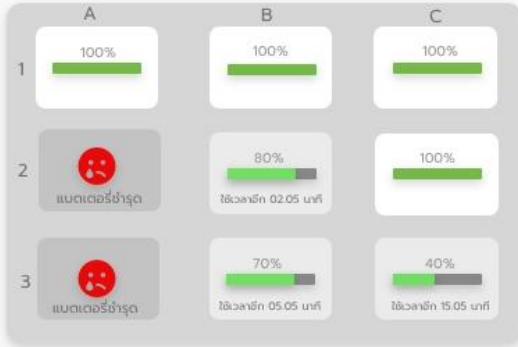 A B C
1 100% 100% 100%
2 แบตเตอรี่ชำรุด 80% ใช้เวลาอีก 02.05 นาที 100%
3 แบตเตอรี่ชำรุด 70% ใช้เวลาอีก 05.05 นาที 40% ใช้เวลาอีก 15.05 นาที